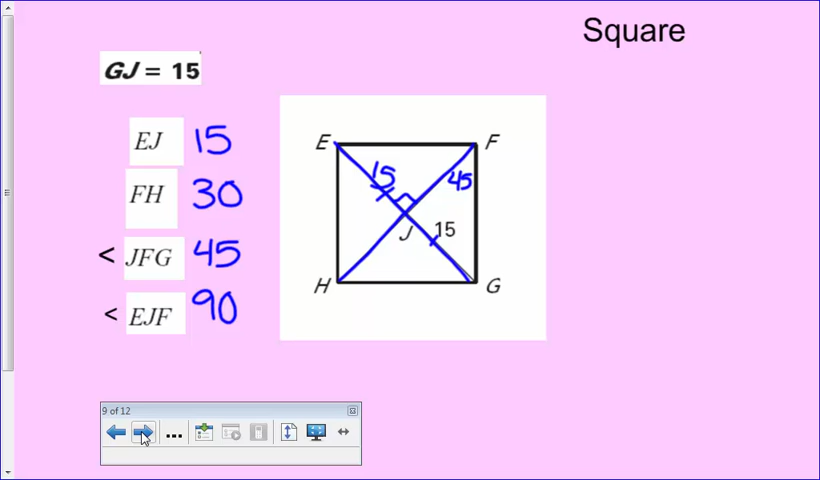 Square
GJ = 15
EJ 15
FH 30
< JFG 45
< EJF 90
E F
15 45
J 15
H G
9 of 12
...